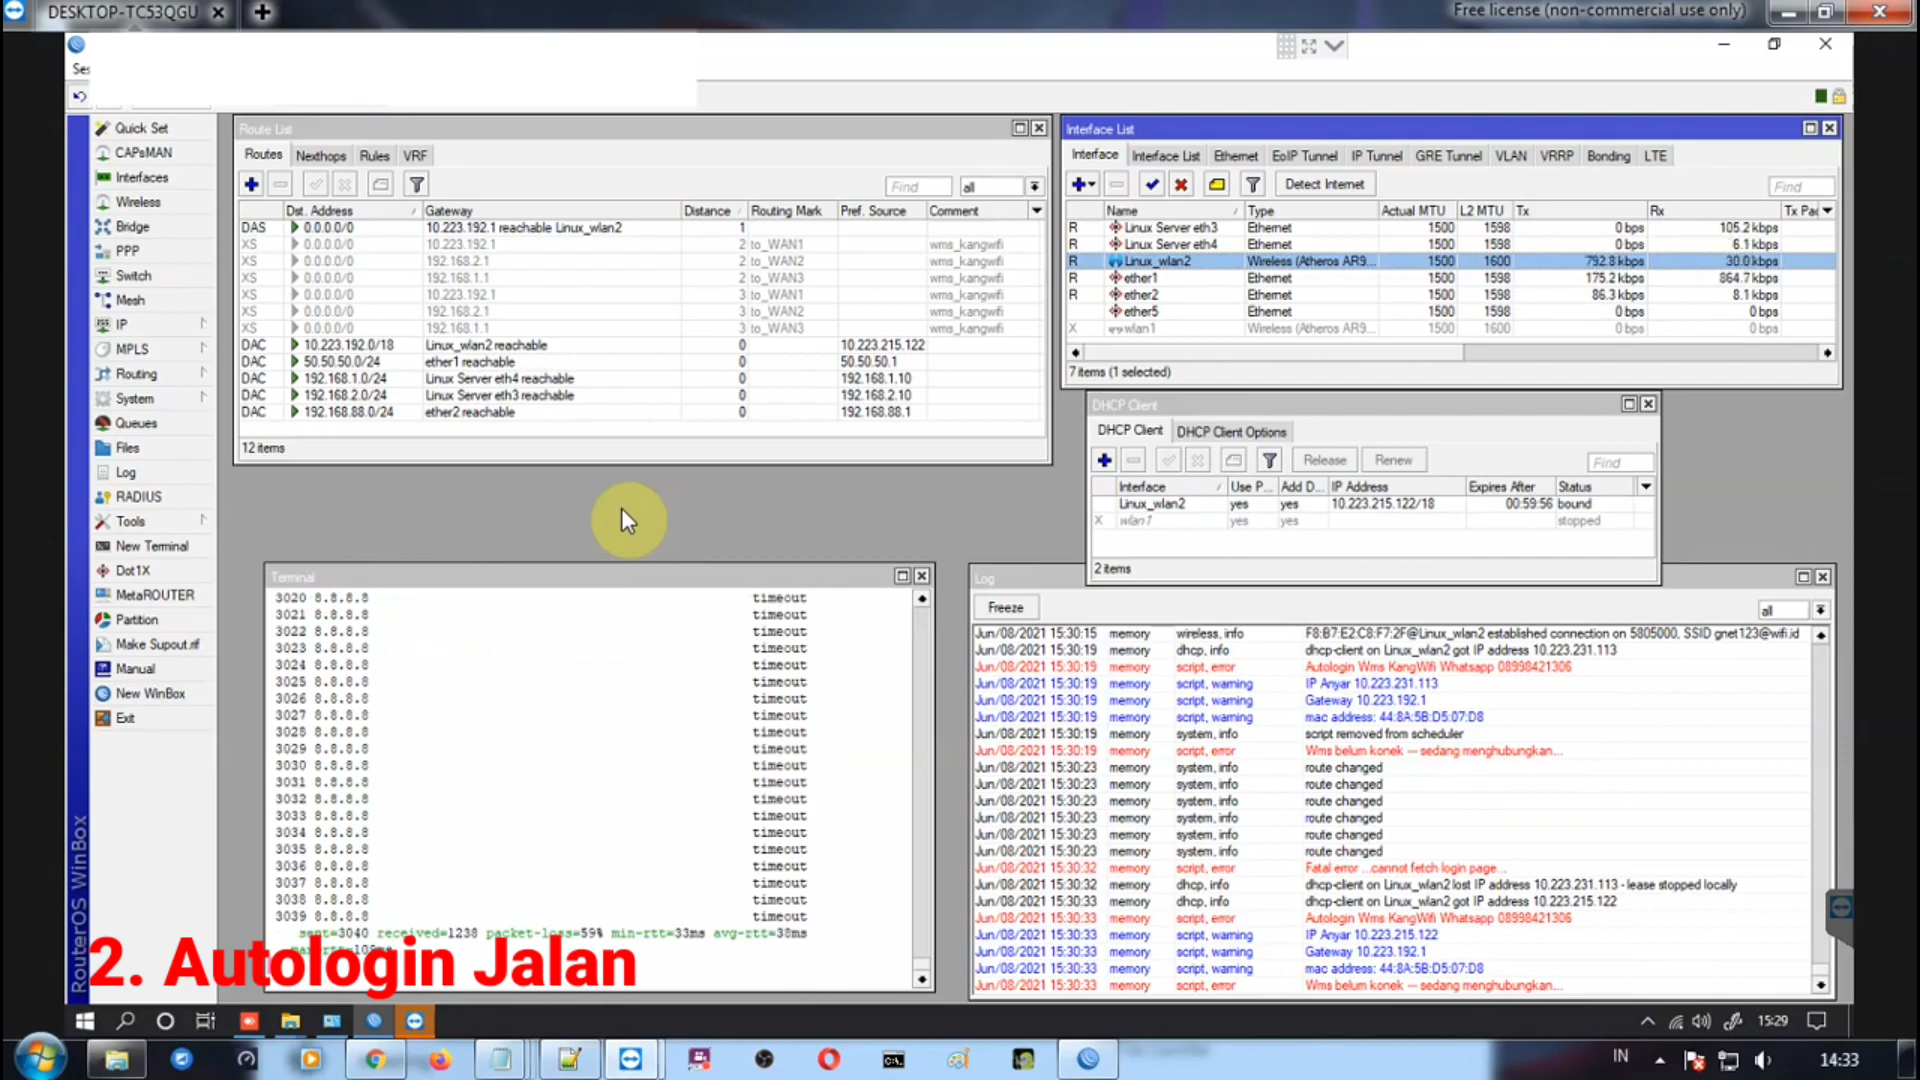 DESKTOP-TC53QGU
Free license (non-commercial use only)
Ses
Quick Set
CAPsMAN
Interfaces
Wireless
Bridge
PPP
Switch
Mesh
IP
MPLS
Routing
System
Queues
Files
Log
RADIUS
Tools
New Terminal
Dot1X
MetaROUTER
Partition
Make Supout.rif
Manual
New WinBox
Exit
RouterOS WinBox
Route List
Routes Nexthops Rules VRF
Find all
Dst. Address Gateway Distance Routing Mark Pref. Source Comment
DAS 0.0.0.0/0 10.223.192.1 reachable Linux_wlan2 1
XS 0.0.0.0/0 10.223.192.1 2 to_WAN1 wms_kangwfi
XS 0.0.0.0/0 192.168.2.1 2 to_WAN2 wms_kangwfi
XS 0.0.0.0/0 192.168.1.1 2 to_WAN3 wms_kangwfi
XS 0.0.0.0/0 10.223.192.1 3 to_WAN1 wms_kangwfi
XS 0.0.0.0/0 192.168.2.1 3 to_WAN2 wms_kangwfi
XS 0.0.0.0/0 192.168.1.1 3 to_WAN3 wms_kangwfi
DAC 10.223.192.0/18 Linux_wlan2 reachable 0 10.223.215.122
DAC 50.50.50.0/24 ether1 reachable 0 50.50.50.1
DAC 192.168.1.0/24 Linux Server eth4 reachable 0 192.168.1.10
DAC 192.168.2.0/24 Linux Server eth3 reachable 0 192.168.2.10
DAC 192.168.88.0/24 ether2 reachable 0 192.168.88.1
12 items
Interface List
Interface Interface List Ethernet EoIP Tunnel IP Tunnel GRE Tunnel VLAN VRRP Bonding LTE
Detect Internet Find
Name Type Actual MTU L2 MTU Tx Rx Tx Pac
R Linux Server eth3 Ethernet 1500 1598 0 bps 105.2 kbps
R Linux Server eth4 Ethernet 1500 1598 0 bps 6.1 kbps
R Linux_wlan2 Wireless (Atheros AR9... 1500 1600 792.8 kbps 30.0 kbps
R ether1 Ethernet 1500 1598 175.2 kbps 864.7 kbps
R ether2 Ethernet 1500 1598 86.3 kbps 8.1 kbps
ether5 Ethernet 1500 1598 0 bps 0 bps
X wlan1 Wireless (Atheros AR9... 1500 1600 0 bps 0 bps
7 items (1 selected)
DHCP Client
DHCP Client DHCP Client Options
Release Renew Find
Interface Use P... Add D... IP Address Expires After Status
Linux_wlan2 yes yes 10.223.215.122/18 00:59:56 bound
X wlan1 yes yes stopped
2 items
Terminal
3020 8.8.8.8 timeout
3021 8.8.8.8 timeout
3022 8.8.8.8 timeout
3023 8.8.8.8 timeout
3024 8.8.8.8 timeout
3025 8.8.8.8 timeout
3026 8.8.8.8 timeout
3027 8.8.8.8 timeout
3028 8.8.8.8 timeout
3029 8.8.8.8 timeout
3030 8.8.8.8 timeout
3031 8.8.8.8 timeout
3032 8.8.8.8 timeout
3033 8.8.8.8 timeout
3034 8.8.8.8 timeout
3035 8.8.8.8 timeout
3036 8.8.8.8 timeout
3037 8.8.8.8 timeout
3038 8.8.8.8 timeout
3039 8.8.8.8 timeout
sent=3040 received=1238 packet-loss=59% min-rtt=33ms avg-rtt=38ms
2. Autologin Jalan
Log
Freeze all
Jun/08/2021 15:30:15 memory wireless, info F8:B7:E2:C8:F7:2F@Linux_wlan2 established connection on 5805000, SSID gnet123@wifi.id
Jun/08/2021 15:30:19 memory dhcp, info dhcp-client on Linux_wlan2 got IP address 10.223.231.113
Jun/08/2021 15:30:19 memory script, error Autologin Wms KangWifi Whatsapp 08998421306
Jun/08/2021 15:30:19 memory script, warning IP Anyar 10.223.231.113
Jun/08/2021 15:30:19 memory script, warning Gateway 10.223.192.1
Jun/08/2021 15:30:19 memory script, warning mac address: 44:8A:5B:D5:07:D8
Jun/08/2021 15:30:19 memory system, info script removed from scheduler
Jun/08/2021 15:30:19 memory script, error Wms belum konek --- sedang menghubungkan...
Jun/08/2021 15:30:23 memory system, info route changed
Jun/08/2021 15:30:23 memory system, info route changed
Jun/08/2021 15:30:23 memory system, info route changed
Jun/08/2021 15:30:23 memory system, info route changed
Jun/08/2021 15:30:23 memory system, info route changed
Jun/08/2021 15:30:23 memory system, info route changed
Jun/08/2021 15:30:32 memory script, error Fatal error ...cannot fetch login page...
Jun/08/2021 15:30:32 memory dhcp, info dhcp-client on Linux_wlan2 lost IP address 10.223.231.113 - lease stopped locally
Jun/08/2021 15:30:33 memory dhcp, info dhcp-client on Linux_wlan2 got IP address 10.223.215.122
Jun/08/2021 15:30:33 memory script, error Autologin Wms KangWifi Whatsapp 08998421306
Jun/08/2021 15:30:33 memory script, warning IP Anyar 10.223.215.122
Jun/08/2021 15:30:33 memory script, warning Gateway 10.223.192.1
Jun/08/2021 15:30:33 memory script, warning mac address: 44:8A:5B:D5:07:D8
Jun/08/2021 15:30:33 memory script, error Wms belum konek --- sedang menghubungkan...
15:29
IN 14:33